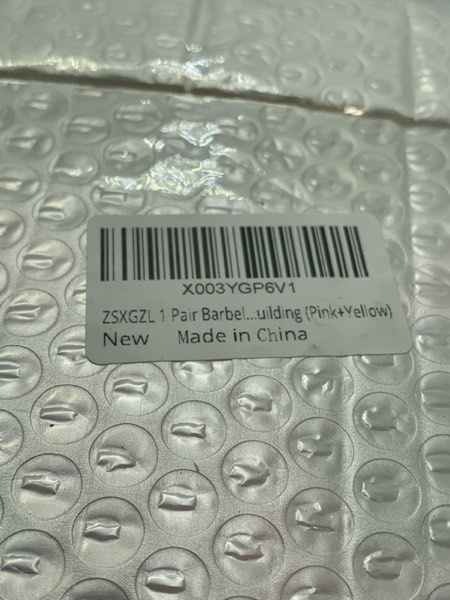 X003YGP6V1
ZSXGZL 1 Pair Barbel...uilding (Pink+Yellow)
New Made in China